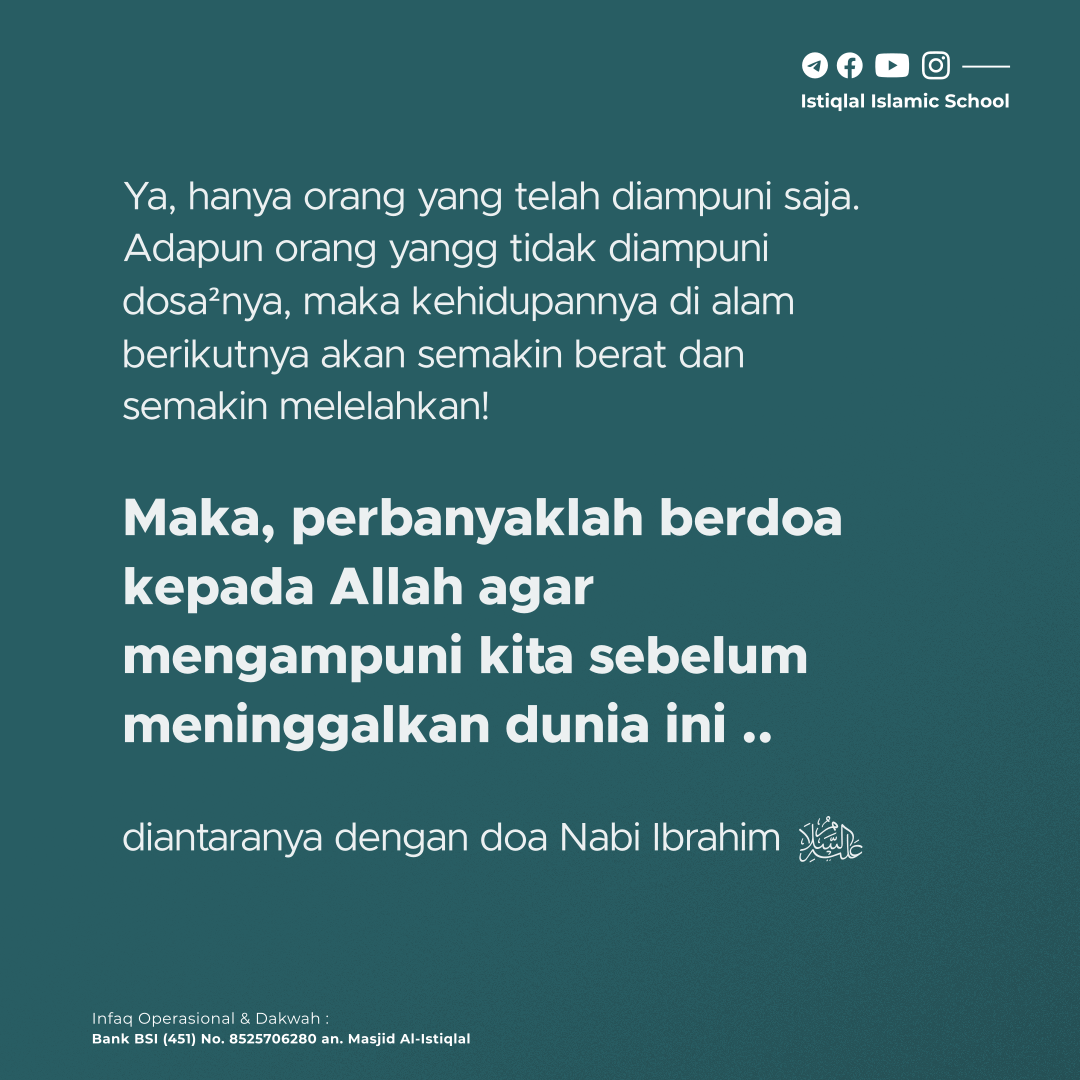 Istiqlal Islamic School
Ya, hanya orang yang telah diampuni saja.
Adapun orang yangg tidak diampuni
dosa²nya, maka kehidupannya di alam
berikutnya akan semakin berat dan
semakin melelahkan!
Maka, perbanyaklah berdoa
kepada Allah agar
mengampuni kita sebelum
meninggalkan dunia ini ..
diantaranya dengan doa Nabi Ibrahim عليه السلام
Infaq Operasional & Dakwah :
Bank BSI (451) No. 8525706280 an. Masjid Al-Istiqlal